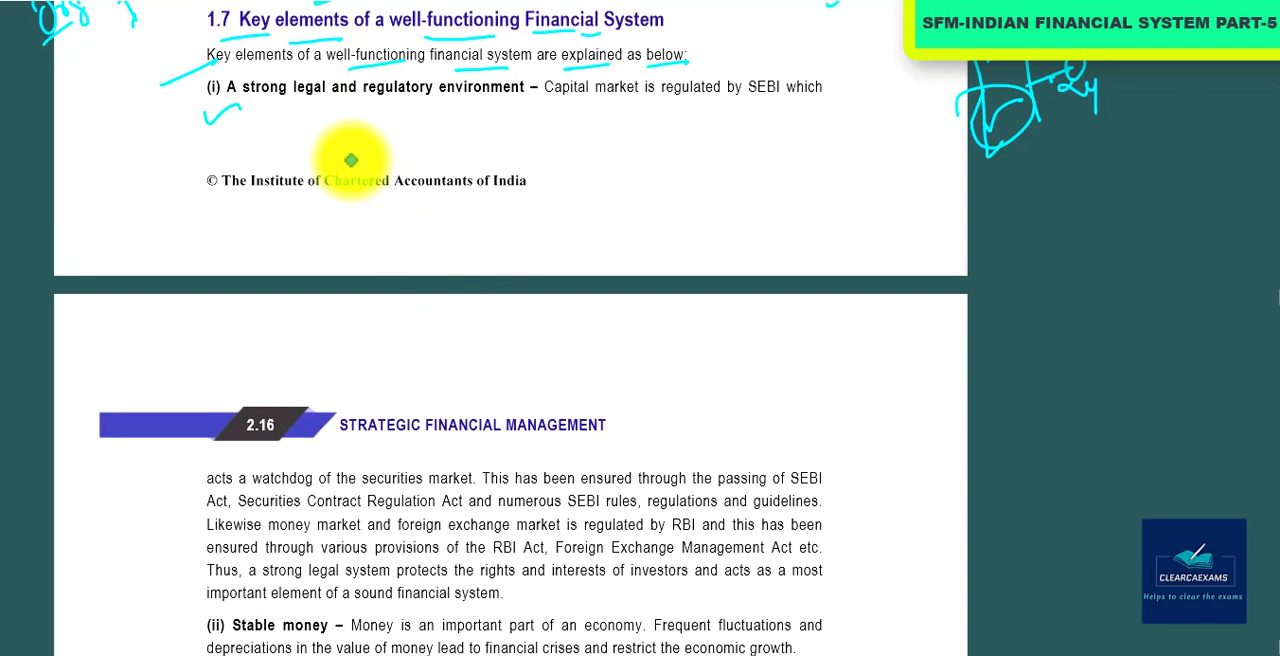 1.7 Key elements of a well-functioning Financial System
SFM-INDIAN FINANCIAL SYSTEM PART-5
Key elements of a well-functioning financial system are explained as below:
(i) A strong legal and regulatory environment – Capital market is regulated by SEBI which
© The Institute of Chartered Accountants of India
2.16 STRATEGIC FINANCIAL MANAGEMENT
acts a watchdog of the securities market. This has been ensured through the passing of SEBI
Act, Securities Contract Regulation Act and numerous SEBI rules, regulations and guidelines.
Likewise money market and foreign exchange market is regulated by RBI and this has been
ensured through various provisions of the RBI Act, Foreign Exchange Management Act etc.
Thus, a strong legal system protects the rights and interests of investors and acts as a most
important element of a sound financial system.
(ii) Stable money – Money is an important part of an economy. Frequent fluctuations and
depreciations in the value of money lead to financial crises and restrict the economic growth.
CLEARCAEXAMS
Helps to clear the exams